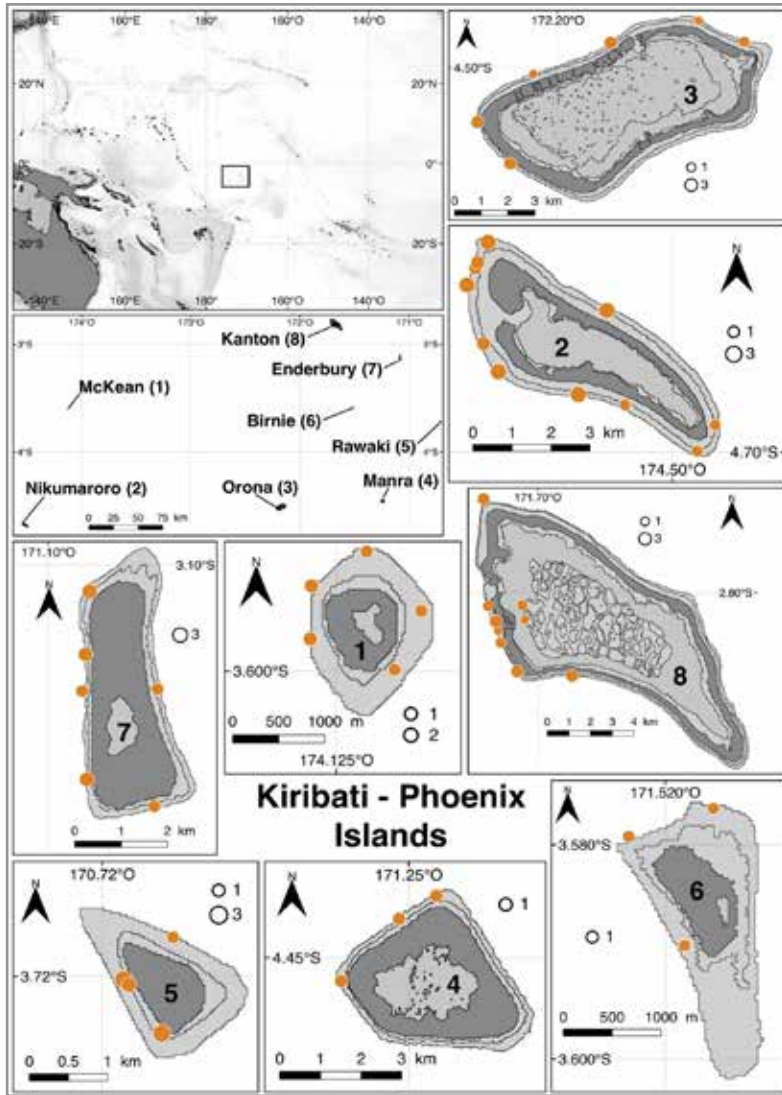 20°N
0°
20°S
140°E
160°E
180°
160°O
140°O
174°O
173°O
172°O
171°O
3°S
3°S
Kanton (8)
Enderbury (7)
McKean (1)
Birnie (6)
Rawaki (5)
4°S
4°S
Nikumaroro (2)
Orona (3)
Manra (4)
0 25 50 75 km
172.20°O
N
4.50°S
3
1
3
0 1 2 3 km
N
2
1
3
0 1 2 3 km
4.70°S
174.50°O
171.70°O
1
3
N
2.80°S
8
0 1 2 3 4 km
171.10°O
3.10°S
N
3
7
0 1 2 km
N
1
3.600°S
0 500 1000 m
1
2
174.125°O
Kiribati - Phoenix
Islands
171.520°O
N
3.580°S
6
1
0 500 1000 m
3.600°S
170.72°O
N
1
3
3.72°S
5
0 0.5 1 km
171.25°O
N
1
4.45°S
4
0 1 2 3 km